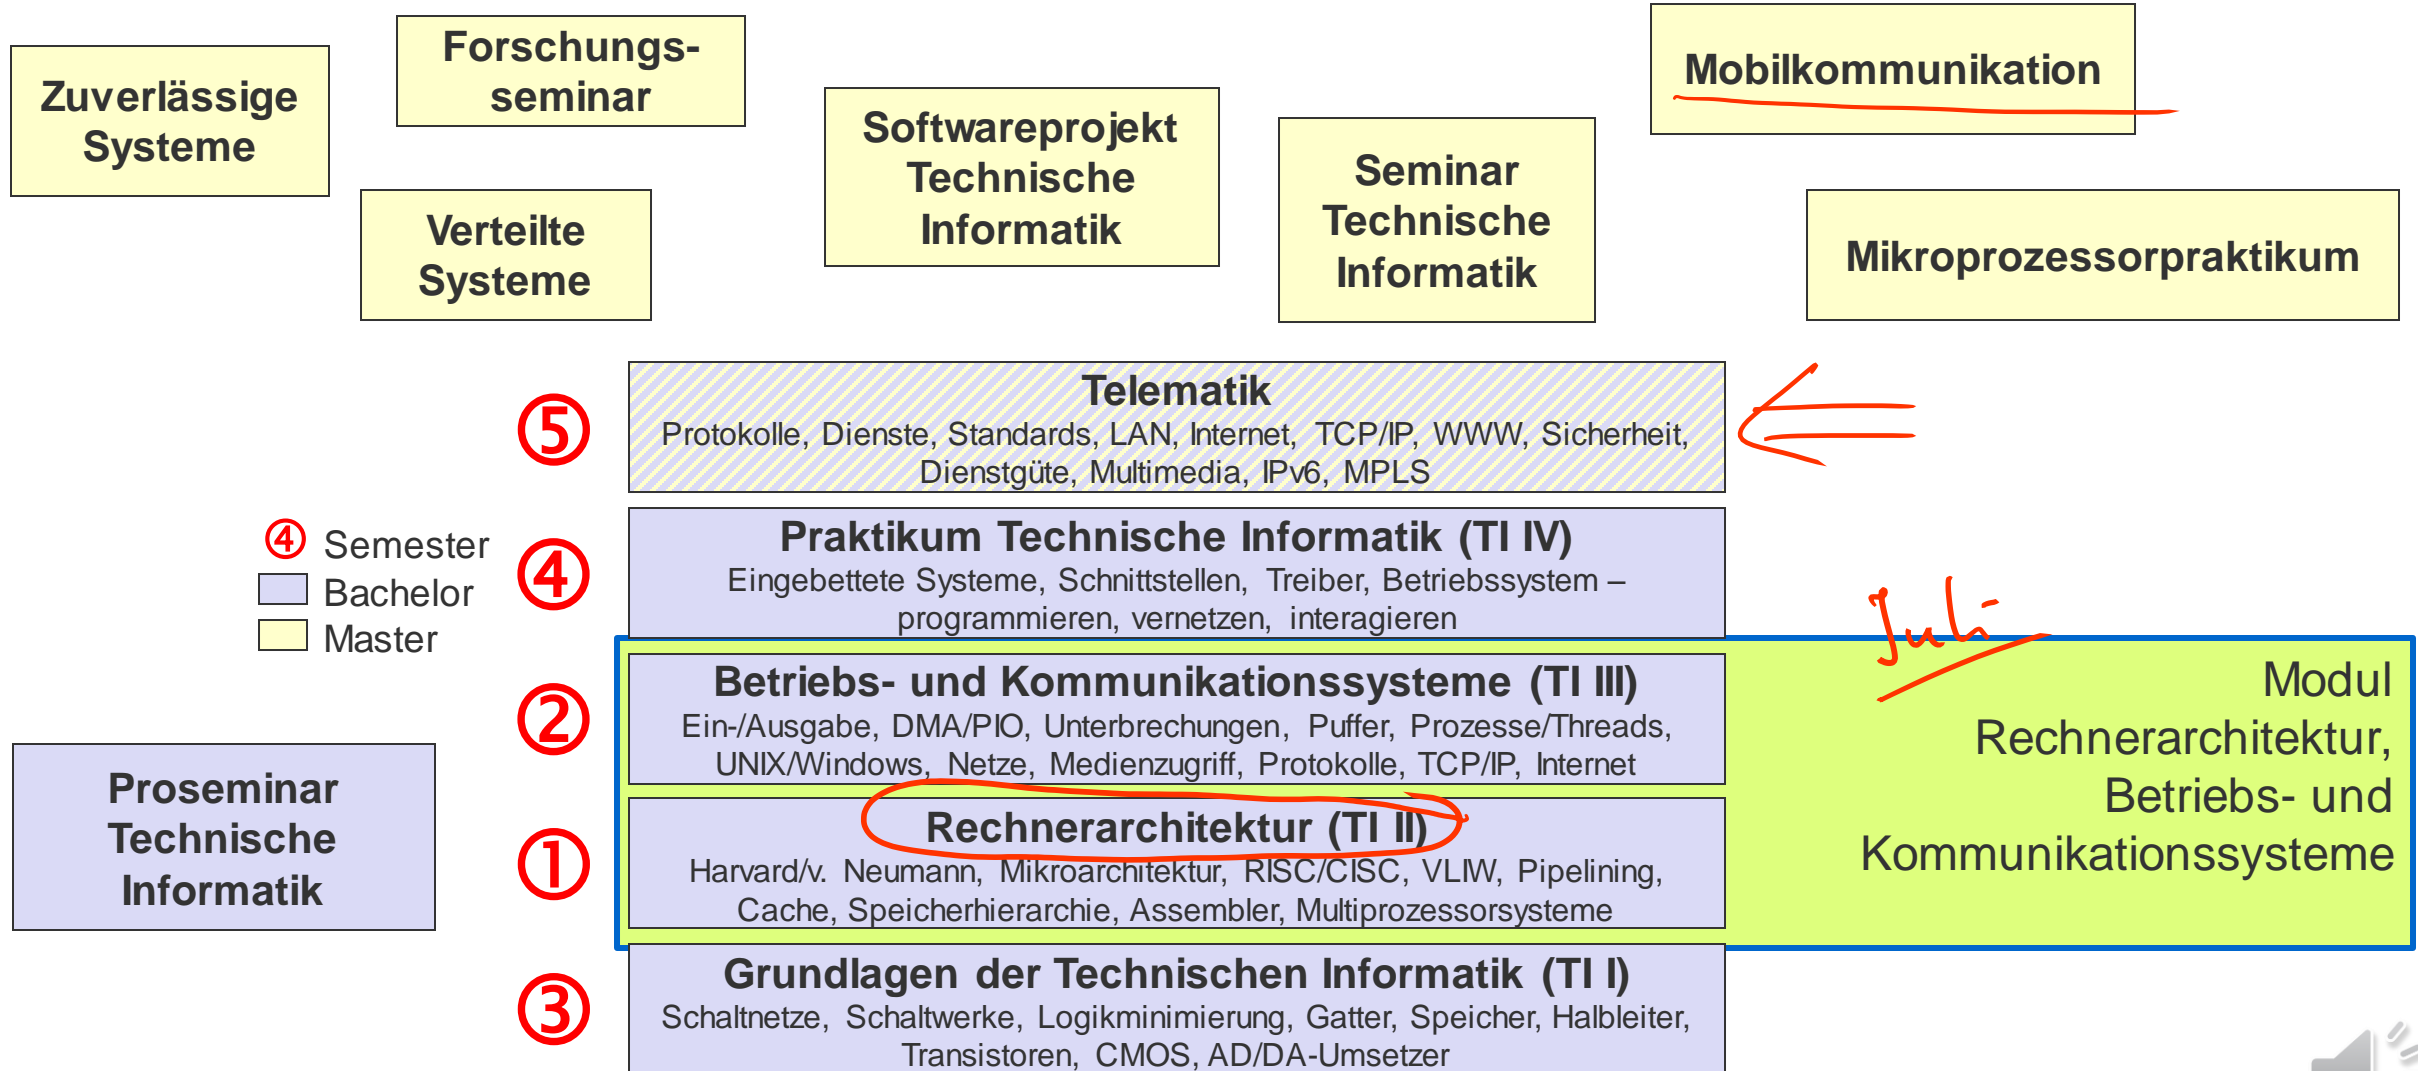 Zuverlässige
Systeme
Forschungs-
seminar
Verteilte
Systeme
Softwareprojekt
Technische
Informatik
Seminar
Technische
Informatik
Mobilkommunikation
Mikroprozessorpraktikum
⑤
Telematik
Protokolle, Dienste, Standards, LAN, Internet, TCP/IP, WWW, Sicherheit,
Dienstgüte, Multimedia, IPv6, MPLS
④ Semester
Bachelor
Master
④
Praktikum Technische Informatik (TI IV)
Eingebettete Systeme, Schnittstellen, Treiber, Betriebssystem –
programmieren, vernetzen, interagieren
Juli
②
Betriebs- und Kommunikationssysteme (TI III)
Ein-/Ausgabe, DMA/PIO, Unterbrechungen, Puffer, Prozesse/Threads,
UNIX/Windows, Netze, Medienzugriff, Protokolle, TCP/IP, Internet
Modul
Rechnerarchitektur,
Betriebs- und
Kommunikationssysteme
Proseminar
Technische
Informatik
①
Rechnerarchitektur (TI II)
Harvard/v. Neumann, Mikroarchitektur, RISC/CISC, VLIW, Pipelining,
Cache, Speicherhierarchie, Assembler, Multiprozessorsysteme
③
Grundlagen der Technischen Informatik (TI I)
Schaltnetze, Schaltwerke, Logikminimierung, Gatter, Speicher, Halbleiter,
Transistoren, CMOS, AD/DA-Umsetzer